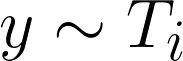 y ∼ T_i